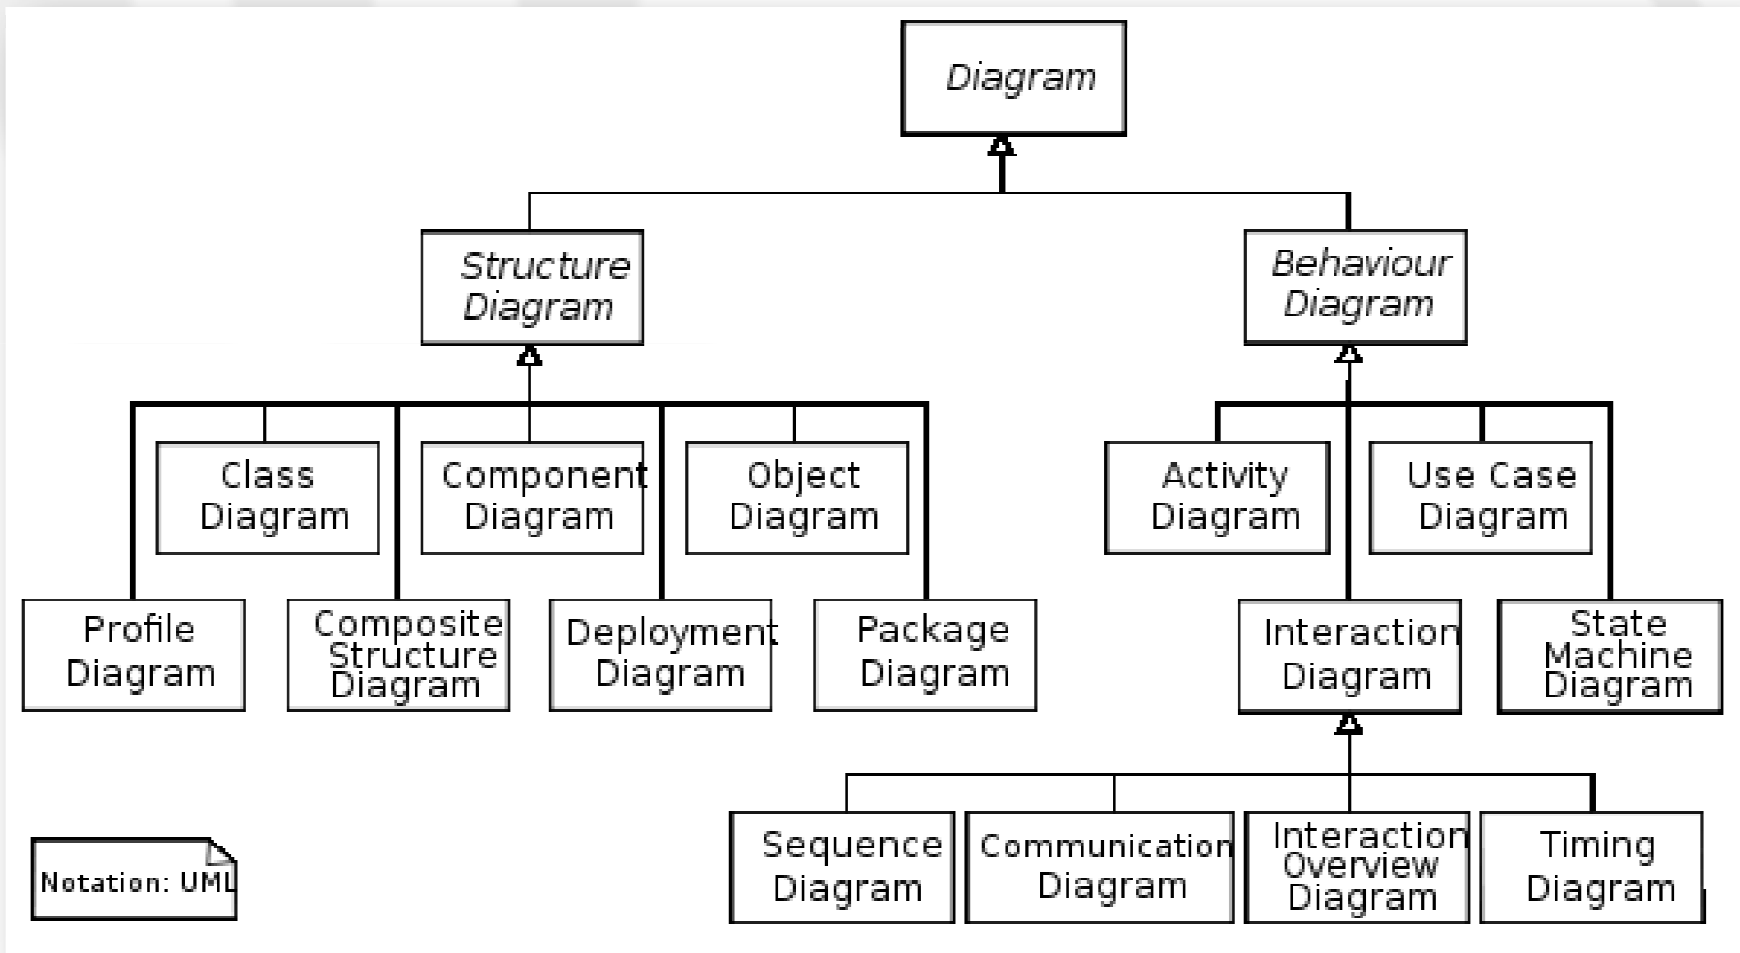 Diagram
Structure
Diagram
Behaviour
Diagram
Class
Diagram
Component
Diagram
Object
Diagram
Activity
Diagram
Use Case
Diagram
Profile
Diagram
Composite
Structure
Diagram
Deployment
Diagram
Package
Diagram
Interaction
Diagram
State
Machine
Diagram
Sequence
Diagram
Communication
Diagram
Interaction
Overview
Diagram
Timing
Diagram
Notation: UML